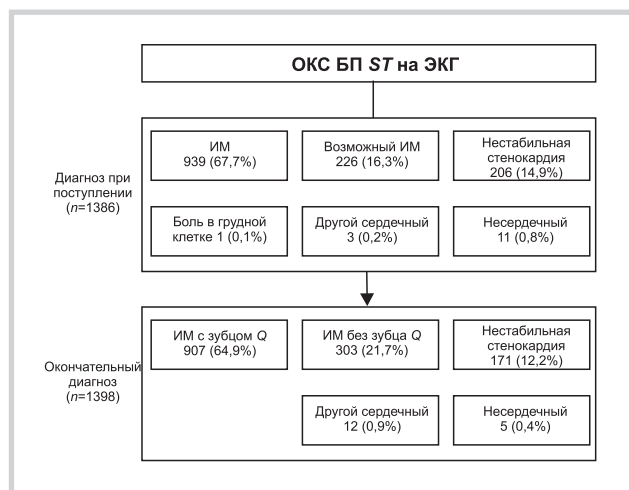 ОКС БП ST на ЭКГ
Диагноз при
поступлении
(n=1386)
ИМ
939 (67,7%)
Возможный ИМ
226 (16,3%)
Нестабильная
стенокардия
206 (14,9%)
Боль в грудной
клетке 1 (0,1%)
Другой сердечный
3 (0,2%)
Несердечный
11 (0,8%)
Окончательный
диагноз
(n=1398)
ИМ с зубцом Q
907 (64,9%)
ИМ без зубца Q
303 (21,7%)
Нестабильная
стенокардия
171 (12,2%)
Другой сердечный
12 (0,9%)
Несердечный
5 (0,4%)